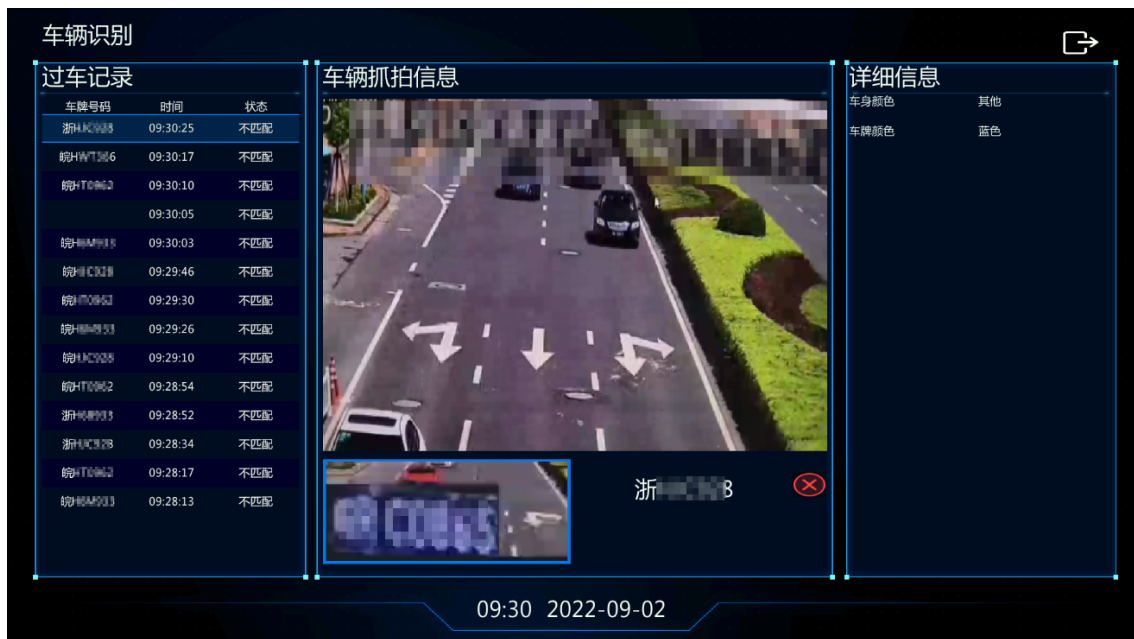 车辆识别
过车记录
车牌号码 时间 状态
09:30:25 不匹配
09:30:17 不匹配
09:30:10 不匹配
09:30:05 不匹配
09:30:03 不匹配
09:29:46 不匹配
09:29:30 不匹配
09:29:26 不匹配
09:29:10 不匹配
09:28:54 不匹配
09:28:52 不匹配
09:28:34 不匹配
09:28:17 不匹配
09:28:13 不匹配
车辆抓拍信息
详细信息
车身颜色 其他
车牌颜色 蓝色
09:30 2022-09-02